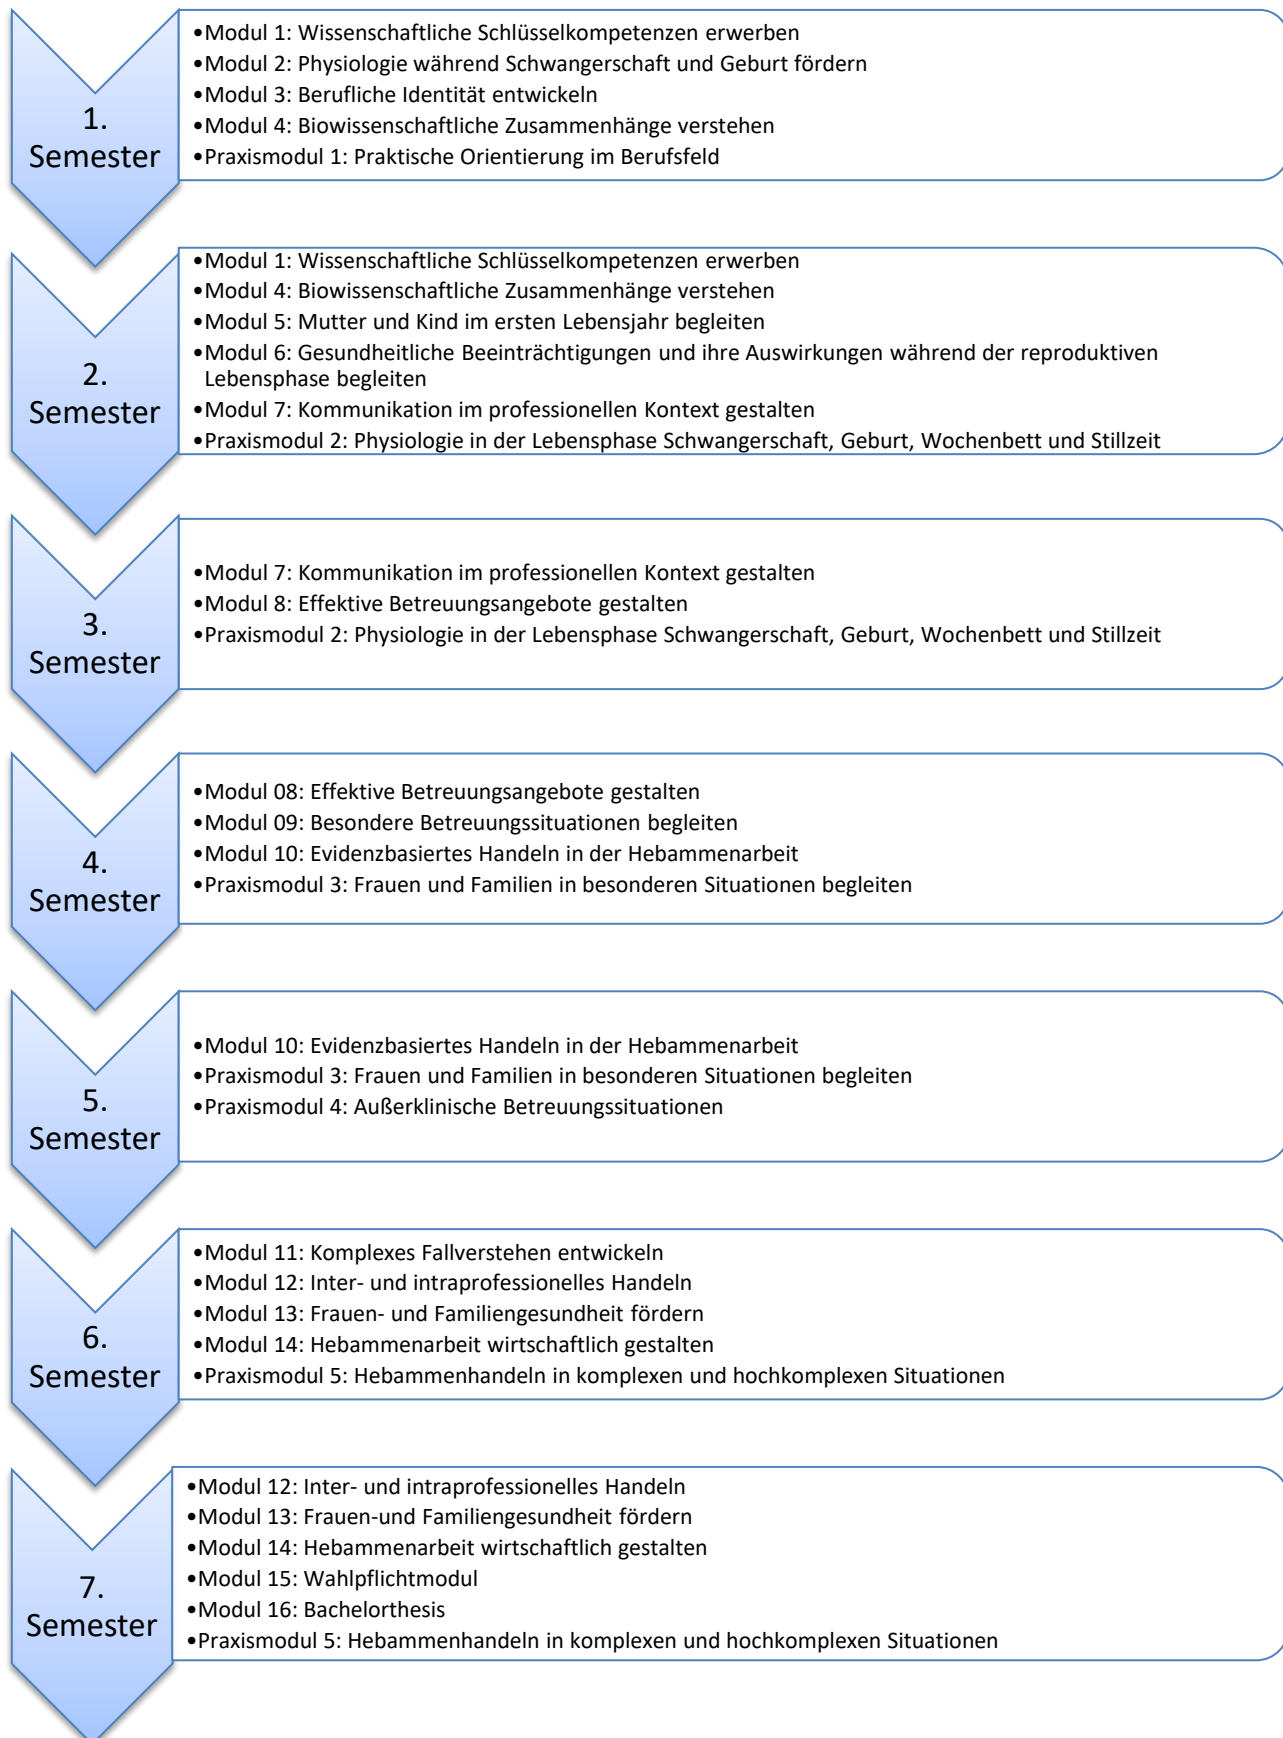 1.
Semester
•Modul 1: Wissenschaftliche Schlüsselkompetenzen erwerben
•Modul 2: Physiologie während Schwangerschaft und Geburt fördern
•Modul 3: Berufliche Identität entwickeln
•Modul 4: Biowissenschaftliche Zusammenhänge verstehen
•Praxismodul 1: Praktische Orientierung im Berufsfeld
2.
Semester
•Modul 1: Wissenschaftliche Schlüsselkompetenzen erwerben
•Modul 4: Biowissenschaftliche Zusammenhänge verstehen
•Modul 5: Mutter und Kind im ersten Lebensjahr begleiten
•Modul 6: Gesundheitliche Beeinträchtigungen und ihre Auswirkungen während der reproduktiven
Lebensphase begleiten
•Modul 7: Kommunikation im professionellen Kontext gestalten
•Praxismodul 2: Physiologie in der Lebensphase Schwangerschaft, Geburt, Wochenbett und Stillzeit
3.
Semester
•Modul 7: Kommunikation im professionellen Kontext gestalten
•Modul 8: Effektive Betreuungsangebote gestalten
•Praxismodul 2: Physiologie in der Lebensphase Schwangerschaft, Geburt, Wochenbett und Stillzeit
4.
Semester
•Modul 08: Effektive Betreuungsangebote gestalten
•Modul 09: Besondere Betreuungssituationen begleiten
•Modul 10: Evidenzbasiertes Handeln in der Hebammenarbeit
•Praxismodul 3: Frauen und Familien in besonderen Situationen begleiten
5.
Semester
•Modul 10: Evidenzbasiertes Handeln in der Hebammenarbeit
•Praxismodul 3: Frauen und Familien in besonderen Situationen begleiten
•Praxismodul 4: Außerklinische Betreuungssituationen
6.
Semester
•Modul 11: Komplexes Fallverstehen entwickeln
•Modul 12: Inter- und intraprofessionelles Handeln
•Modul 13: Frauen- und Familiengesundheit fördern
•Modul 14: Hebammenarbeit wirtschaftlich gestalten
•Praxismodul 5: Hebammenhandeln in komplexen und hochkomplexen Situationen
7.
Semester
•Modul 12: Inter- und intraprofessionelles Handeln
•Modul 13: Frauen-und Familiengesundheit fördern
•Modul 14: Hebammenarbeit wirtschaftlich gestalten
•Modul 15: Wahlpflichtmodul
•Modul 16: Bachelorthesis
•Praxismodul 5: Hebammenhandeln in komplexen und hochkomplexen Situationen